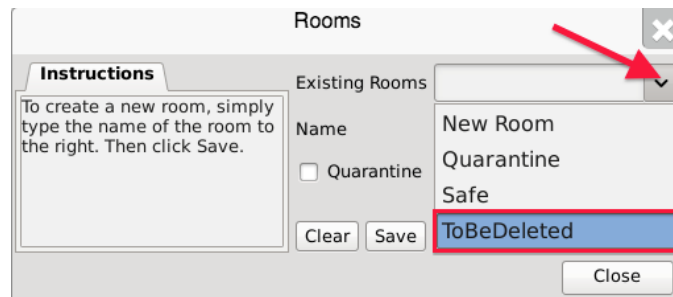 Rooms
Instructions
To create a new room, simply
type the name of the room to
the right. Then click Save.
Existing Rooms
Name
Quarantine
New Room
Quarantine
Safe
ToBeDeleted
Clear
Save
Close